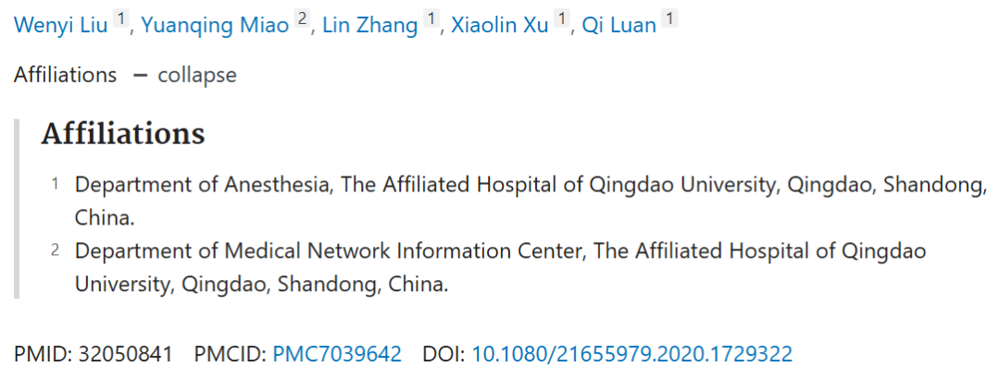 Wenyi Liu 1, Yuanqing Miao 2, Lin Zhang 1, Xiaolin Xu 1, Qi Luan 1
Affiliations — collapse
Affiliations
1 Department of Anesthesia, The Affiliated Hospital of Qingdao University, Qingdao, Shandong,
China.
2 Department of Medical Network Information Center, The Affiliated Hospital of Qingdao
University, Qingdao, Shandong, China.
PMID: 32050841 PMCID: PMC7039642 DOI: 10.1080/21655979.2020.1729322